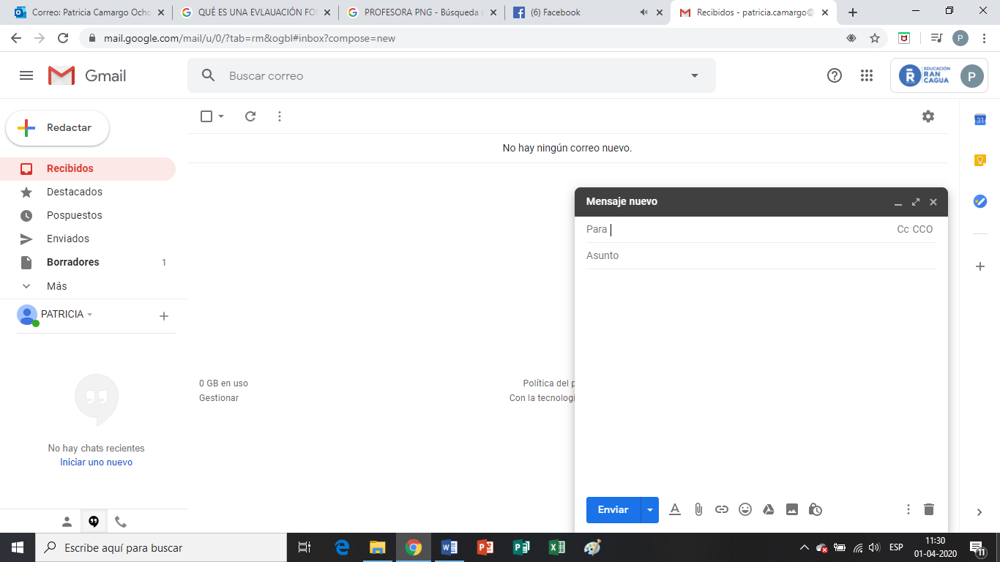 Correo: Patricia Camargo Ocho
QUÉ ES UNA EVLAUACIÓN FOR
PROFESORA PNG - Búsqueda d
(6) Facebook
Recibidos - patricia.camargo@
mail.google.com/mail/u/0/?tab=rm&ogbl#inbox?compose=new
P
Gmail
Buscar correo
EDUCACIÓN
RAN
CAGUA
R
P
Redactar
31
No hay ningún correo nuevo.
Recibidos
Destacados
Pospuestos
Enviados
Borradores 1
Más
PATRICIA
Mensaje nuevo
Para Cc CCO
Asunto
0 GB en uso
Gestionar
Política del p
Con la tecnologí
No hay chats recientes
Iniciar uno nuevo
Enviar
Escribe aquí para buscar
ESP
11:30
01-04-2020
11